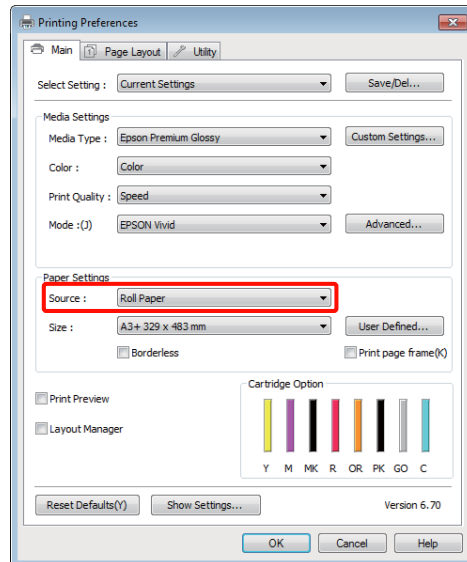 Printing Preferences
Main Page Layout Utility
Select Setting : Current Settings Save/Del...
Media Settings
Media Type : Epson Premium Glossy Custom Settings...
Color : Color
Print Quality : Speed
Mode :(J) EPSON Vivid Advanced...
Paper Settings
Source : Roll Paper
Size : A3+ 329 x 483 mm User Defined...
Borderless Print page frame(K)
Cartridge Option
Print Preview
Layout Manager
Y M MK R OR PK GO C
Reset Defaults(Y) Show Settings... Version 6.70
OK Cancel Help